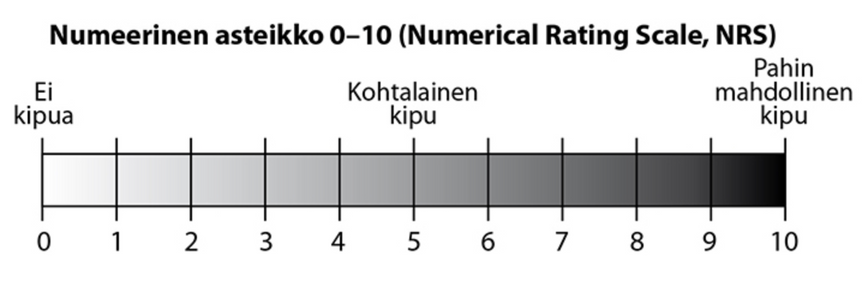 Numeerinen asteikko 0–10 (Numerical Rating Scale, NRS)
Ei
kipua
Kohtalainen
kipu
Pahin
mahdollinen
kipu
0 1 2 3 4 5 6 7 8 9 10